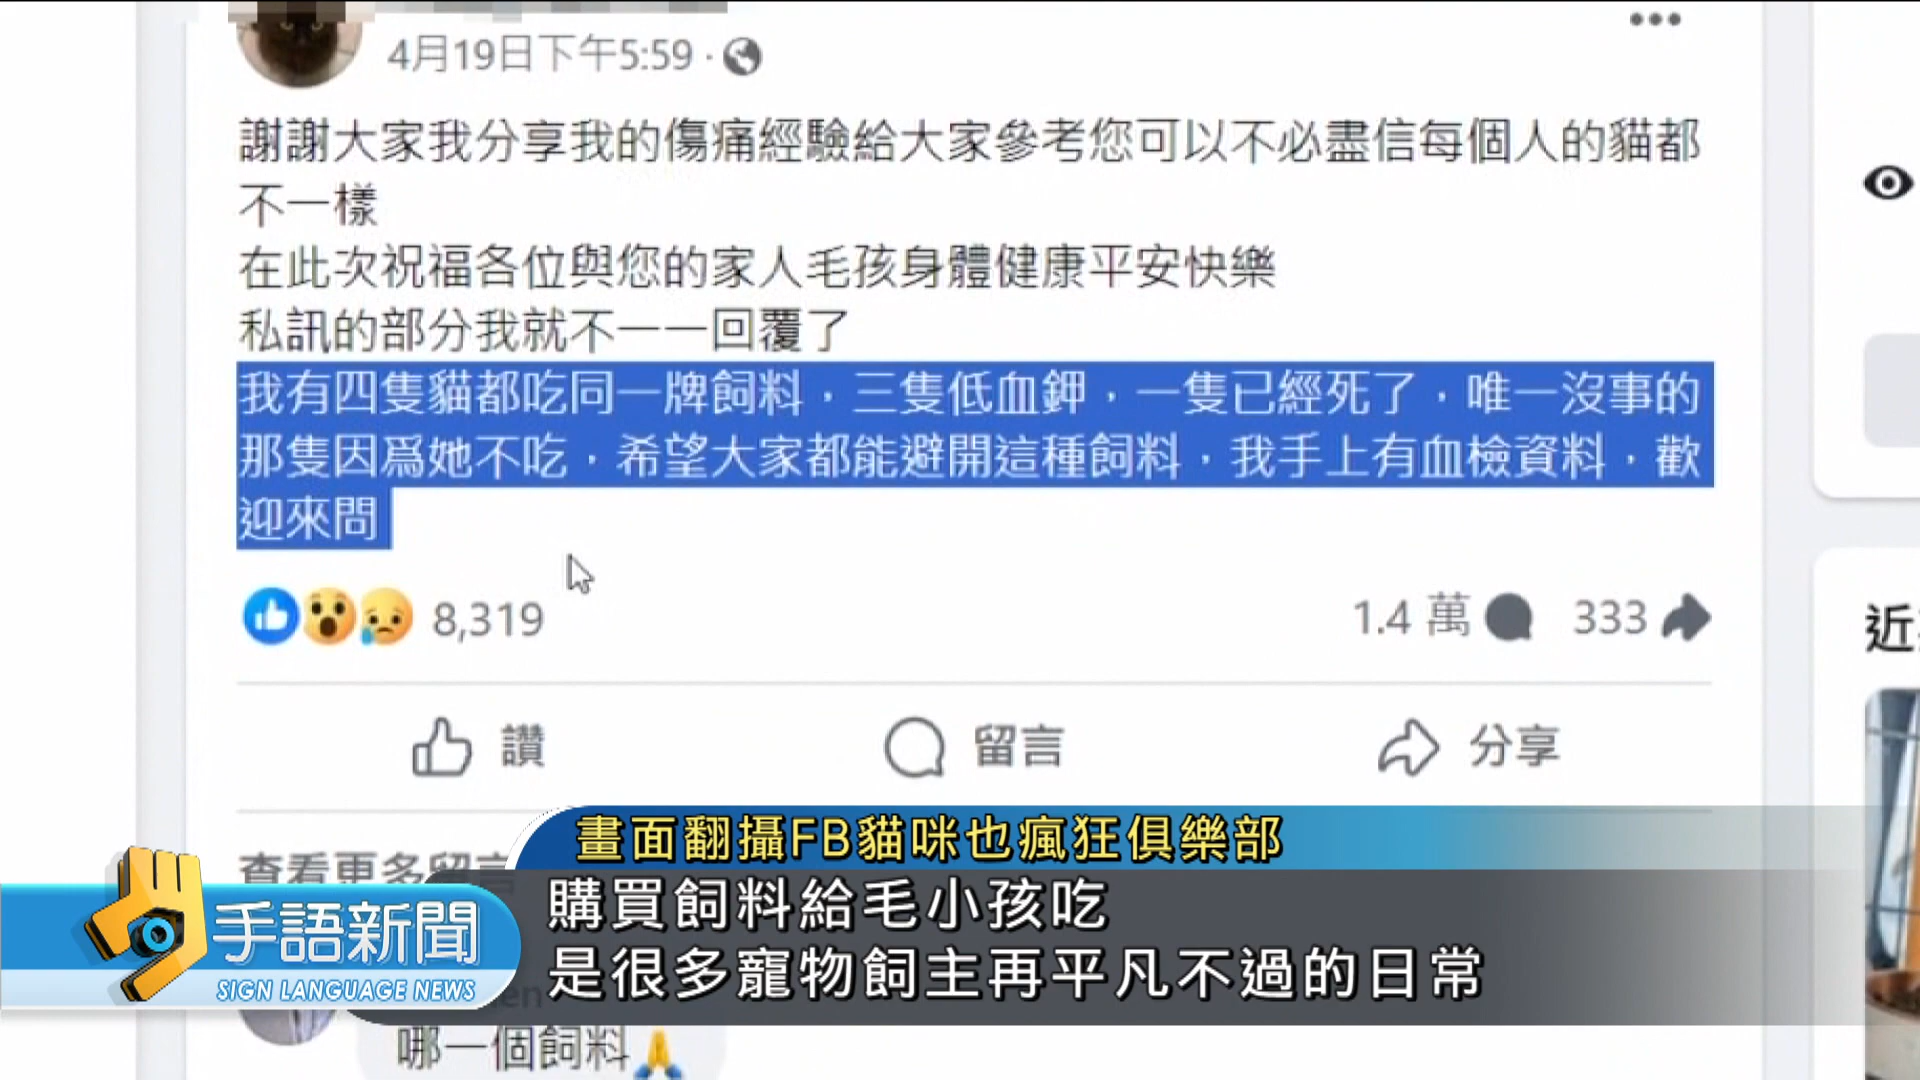 4月19日下午5:59 ·
謝謝大家我分享我的傷痛經驗給大家參考您可以不必盡信每個人的貓都
不一樣
在此次祝福各位與您的家人毛孩身體健康平安快樂
私訊的部分我就不一一回覆了
我有四隻貓都吃同一牌飼料，三隻低血鉀，一隻已經死了，唯一沒事的
那隻因為她不吃，希望大家都能避開這種飼料，我手上有血檢資料，歡
迎來問
8,319
1.4 萬
333
近
讚
留言
分享
畫面翻攝FB貓咪也瘋狂俱樂部
查看更多留言
購買飼料給毛小孩吃
手語新聞
是很多寵物飼主再平凡不過的日常
SIGN LANGUAGE NEWS
哪一個飼料🙏